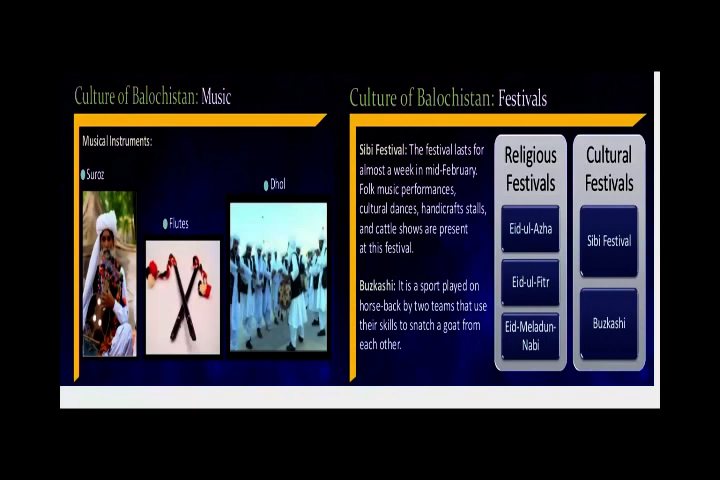 Culture of Balochistan: Music
Musical Instruments:
Suroz
Flutes
Dhol
Culture of Balochistan: Festivals
Sibi Festival: The festival lasts for
almost a week in mid-February.
Folk music performances,
cultural dances, handicrafts stalls,
and cattle shows are present
at this festival.
Buzkashi: It is a sport played on
horse-back by two teams that use
their skills to snatch a goat from
each other.
Religious
Festivals
Eid-ul-Azha
Eid-ul-Fitr
Eid-Meladun-
Nabi
Cultural
Festivals
Sibi Festival
Buzkashi